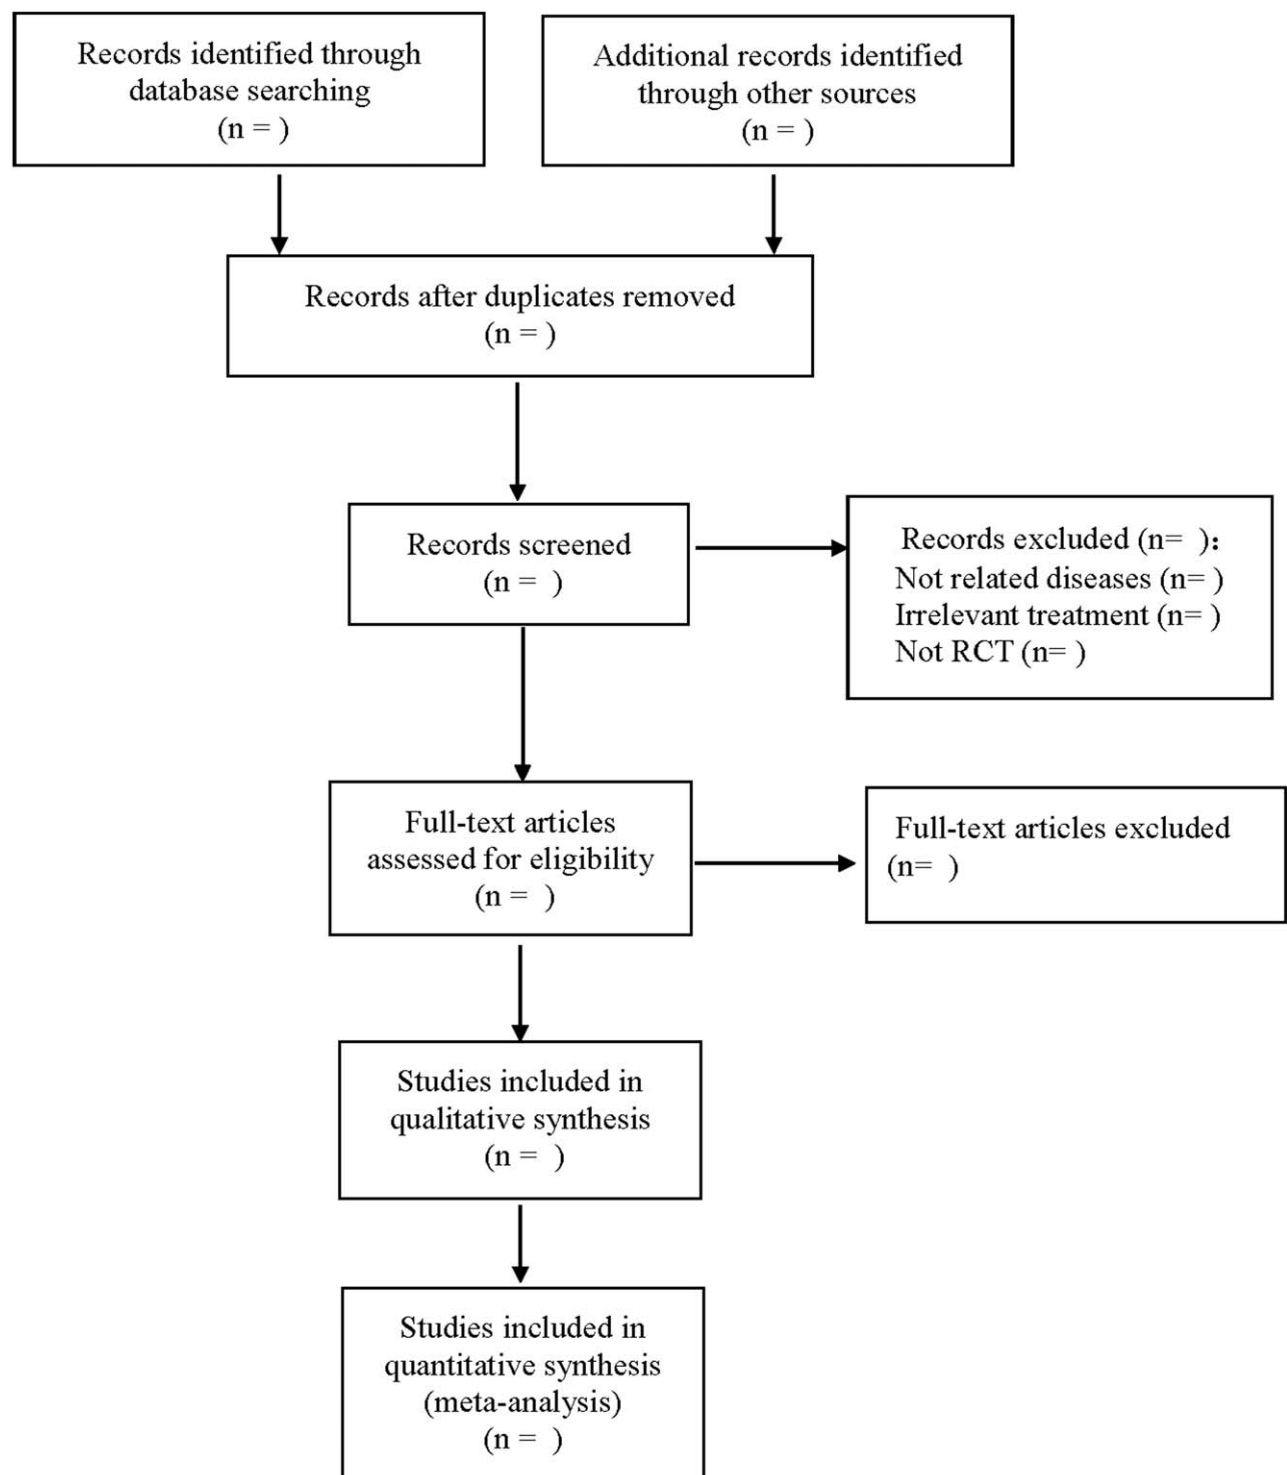 Records identified through
database searching
(n = )
Additional records identified
through other sources
(n = )
Records after duplicates removed
(n = )
Records screened
(n =  )
Records excluded (n=  ):
Not related diseases (n= )
Irrelevant treatment (n= )
Not RCT (n= )
Full-text articles
assessed for eligibility
(n =  )
Full-text articles excluded
(n=  )
Studies included in
qualitative synthesis
(n =  )
Studies included in
quantitative synthesis
(meta-analysis)
(n =  )